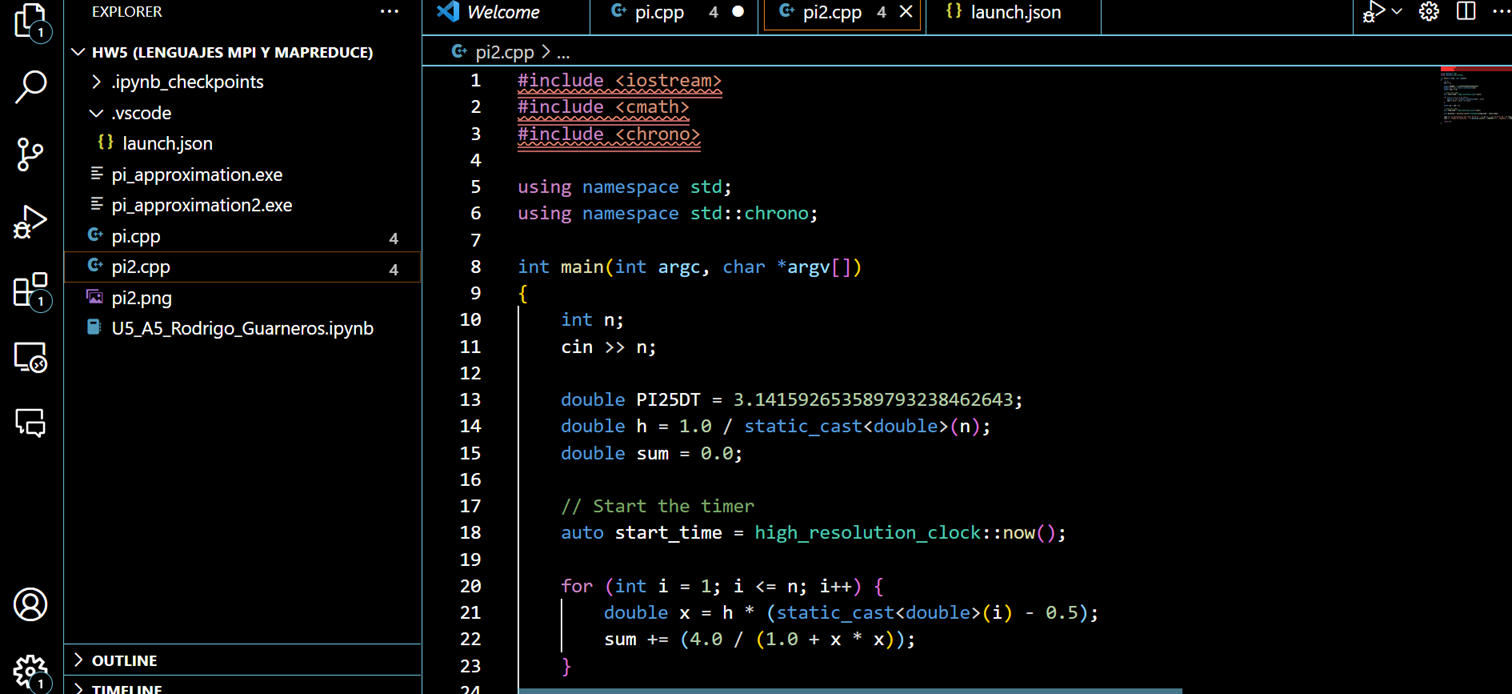 EXPLORER
HW5 (LENGUAJES MPI Y MAPREDUCE)
.ipynb_checkpoints
.vscode
{} launch.json
pi_approximation.exe
pi_approximation2.exe
pi.cpp 4
pi2.cpp 4
pi2.png
U5_A5_Rodrigo_Guarneros.ipynb
OUTLINE
TIMELINE
1
1
1
Welcome
pi.cpp 4
pi2.cpp 4
{} launch.json
pi2.cpp > ...
1 #include <iostream>
2 #include <cmath>
3 #include <chrono>
4
5 using namespace std;
6 using namespace std::chrono;
7
8 int main(int argc, char *argv[])
9 {
10 int n;
11 cin >> n;
12
13 double PI25DT = 3.141592653589793238462643;
14 double h = 1.0 / static_cast<double>(n);
15 double sum = 0.0;
16
17 // Start the timer
18 auto start_time = high_resolution_clock::now();
19
20 for (int i = 1; i <= n; i++) {
21 double x = h * (static_cast<double>(i) - 0.5);
22 sum += (4.0 / (1.0 + x * x));
23 }
24